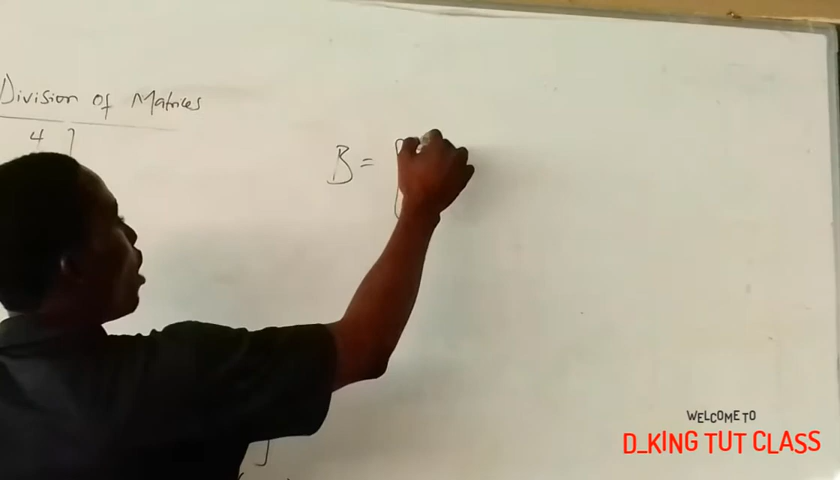 Division of Matrices
4 ]
B = [
WELCOME TO
D_KING TUT CLASS